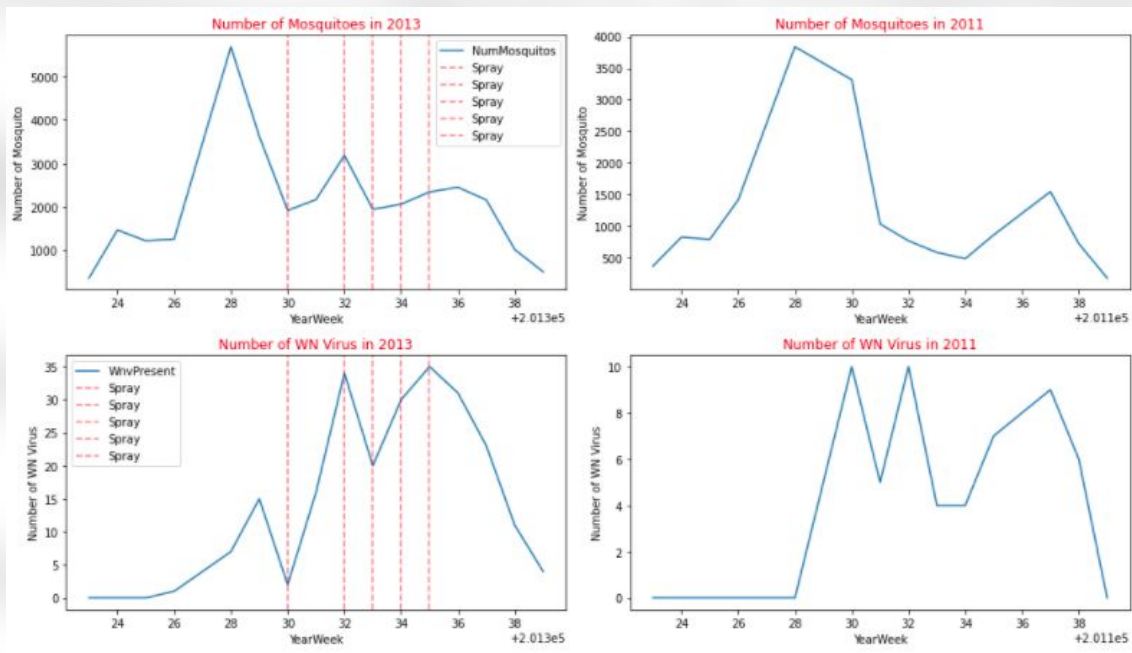 Number of Mosquitoes in 2013
Number of Mosquito
5000
4000
3000
2000
1000
NumMosquitos
Spray
Spray
Spray
Spray
Spray
24 26 28 30 32 34 36 38
YearWeek
+2.013e5
Number of Mosquitoes in 2011
Number of Mosquito
4000
3500
3000
2500
2000
1500
1000
500
24 26 28 30 32 34 36 38
YearWeek
+2.011e5
Number of WN Virus in 2013
Number of WN Virus
35
30
25
20
15
10
5
0
WnvPresent
Spray
Spray
Spray
Spray
Spray
24 26 28 30 32 34 36 38
YearWeek
+2.013e5
Number of WN Virus in 2011
Number of WN Virus
10
8
6
4
2
0
24 26 28 30 32 34 36 38
YearWeek
+2.011e5